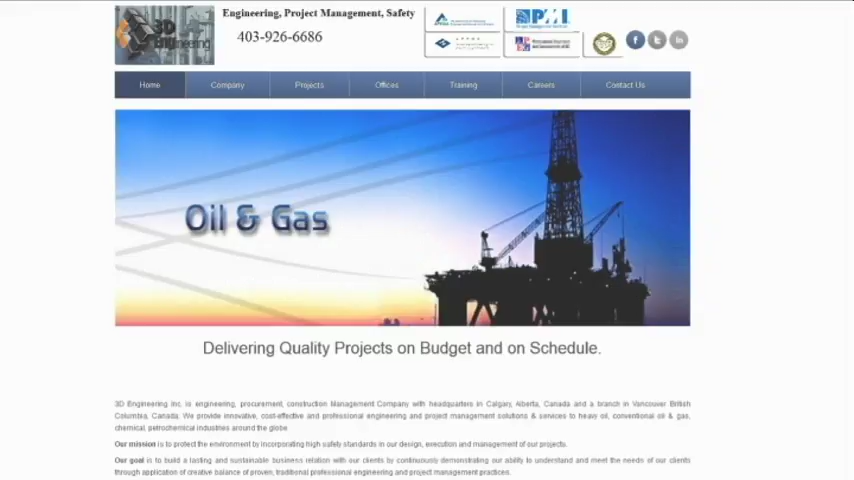 Engineering, Project Management, Safety
403-926-6686
3D
Engineering
PMI
Home Company Projects Offices Training Careers Contact Us
Oil & Gas
Delivering Quality Projects on Budget and on Schedule.
3D Engineering Inc. is engineering, procurement, construction Management Company with headquarters in Calgary, Alberta, Canada and a branch in Vancouver British
Columbia, Canada. We provide innovative, cost-effective and professional engineering and project management solutions & services to heavy oil, conventional oil & gas,
chemical, petrochemical industries around the globe.
Our mission is to protect the environment by incorporating high safety standards in our design, execution and management of our projects.
Our goal is to build a lasting and sustainable business relation with our clients by continuously demonstrating our ability to understand and meet the needs of our clients
through application of creative balance of proven, traditional professional engineering and project management practices.